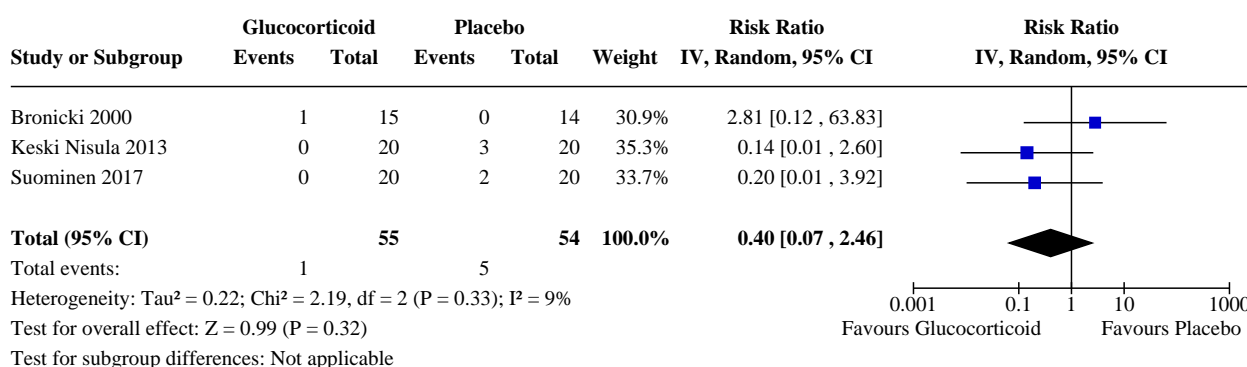 Glucocorticoid Placebo Risk Ratio Risk Ratio
Study or Subgroup Events Total Events Total Weight IV, Random, 95% CI IV, Random, 95% CI
Bronicki 2000 1 15 0 14 30.9% 2.81 [0.12 , 63.83]
Keski Nisula 2013 0 20 3 20 35.3% 0.14 [0.01 , 2.60]
Suominen 2017 0 20 2 20 33.7% 0.20 [0.01 , 3.92]
Total (95% CI) 55 54 100.0% 0.40 [0.07 , 2.46]
Total events: 1 5
Heterogeneity: Tau² = 0.22; Chi² = 2.19, df = 2 (P = 0.33); I² = 9%
0.001 0.1 1 10 1000
Test for overall effect: Z = 0.99 (P = 0.32) Favours Glucocorticoid Favours Placebo
Test for subgroup differences: Not applicable